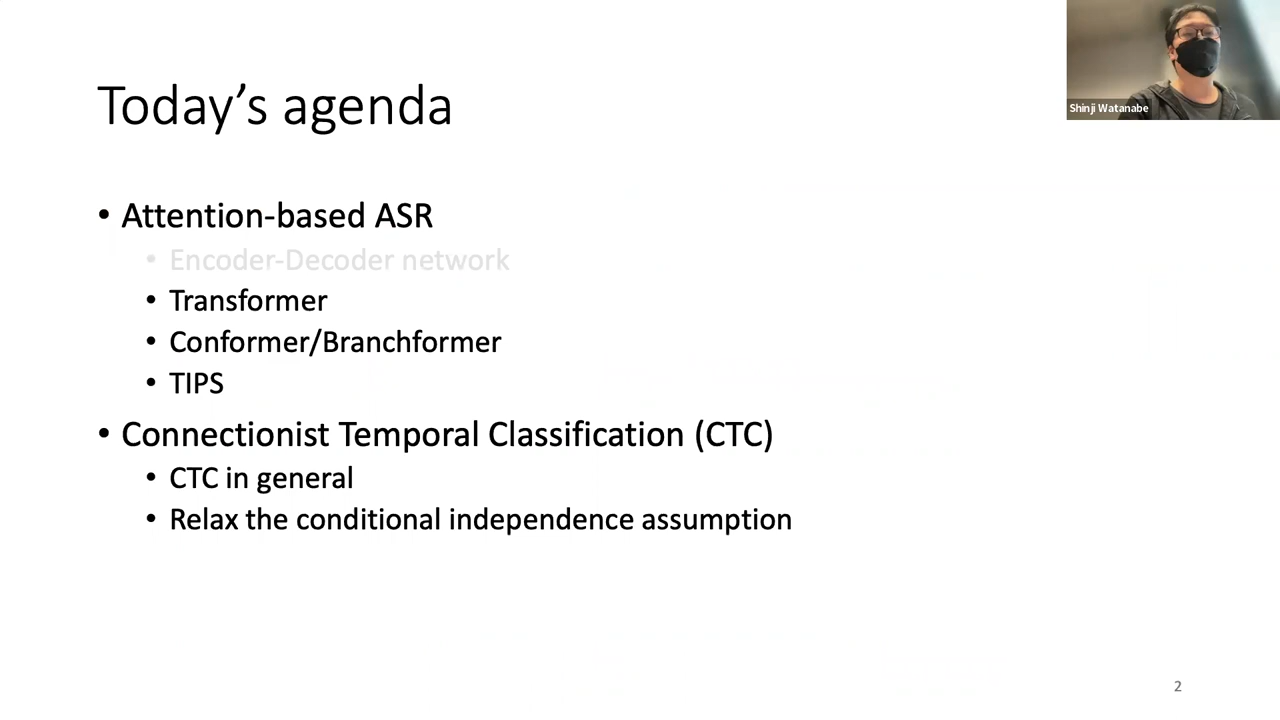 Today's agenda
Shinji Watanabe
• Attention-based ASR
• Encoder-Decoder network
• Transformer
• Conformer/Branchformer
• TIPS
• Connectionist Temporal Classification (CTC)
• CTC in general
• Relax the conditional independence assumption
2